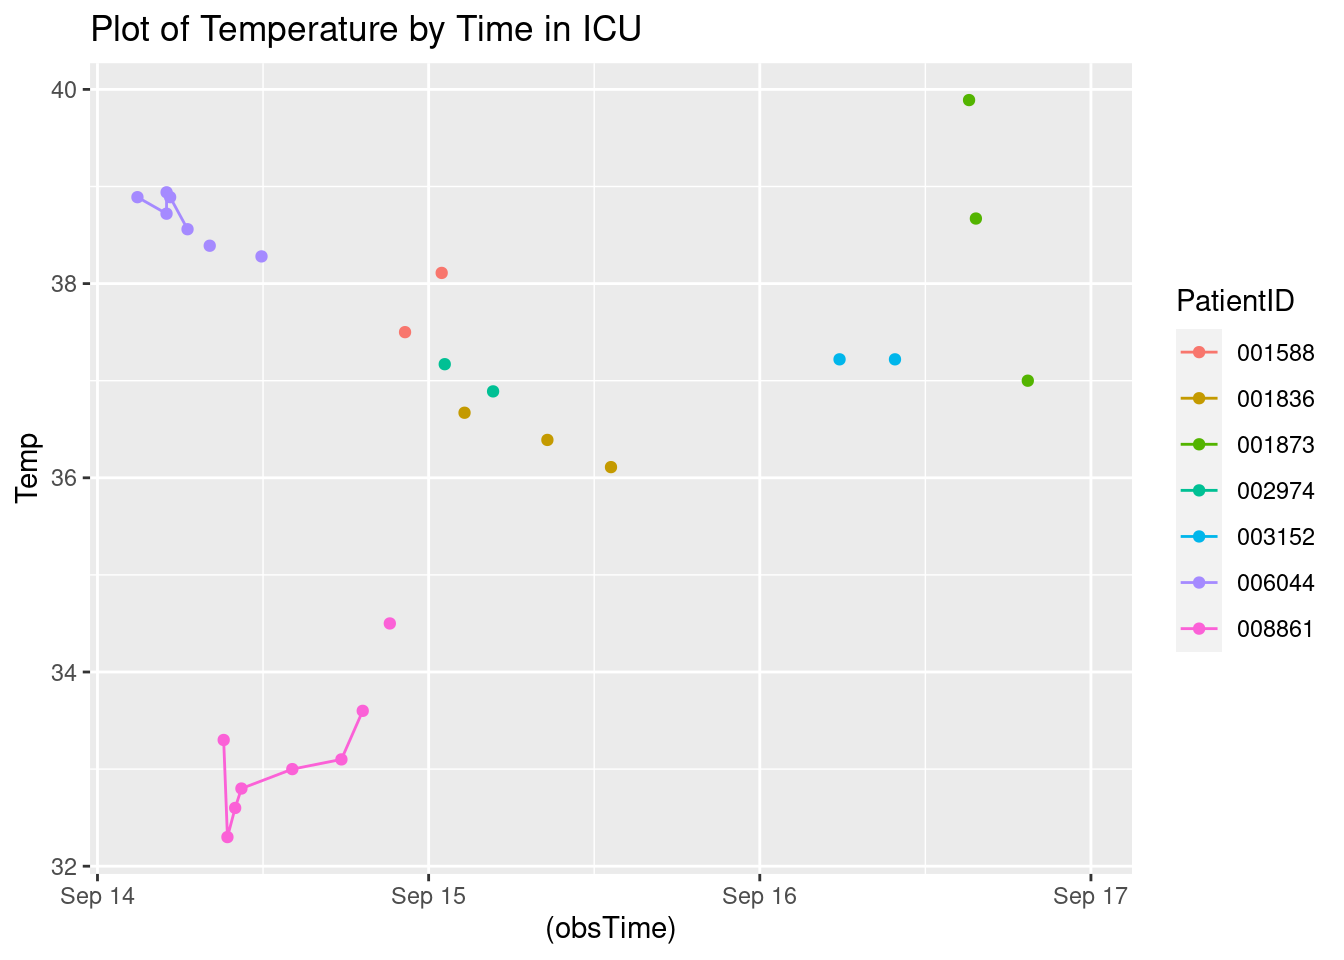 Plot of Temperature by Time in ICU
40
38
36
34
32
Temp
Sep 14
Sep 15
Sep 16
Sep 17
(obsTime)
PatientID
001588
001836
001873
002974
003152
006044
008861